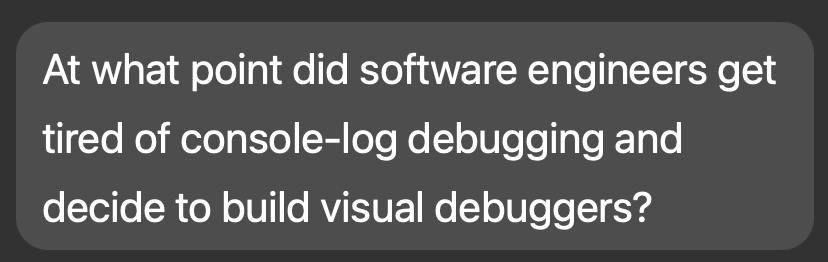 At what point did software engineers get
tired of console-log debugging and
decide to build visual debuggers?